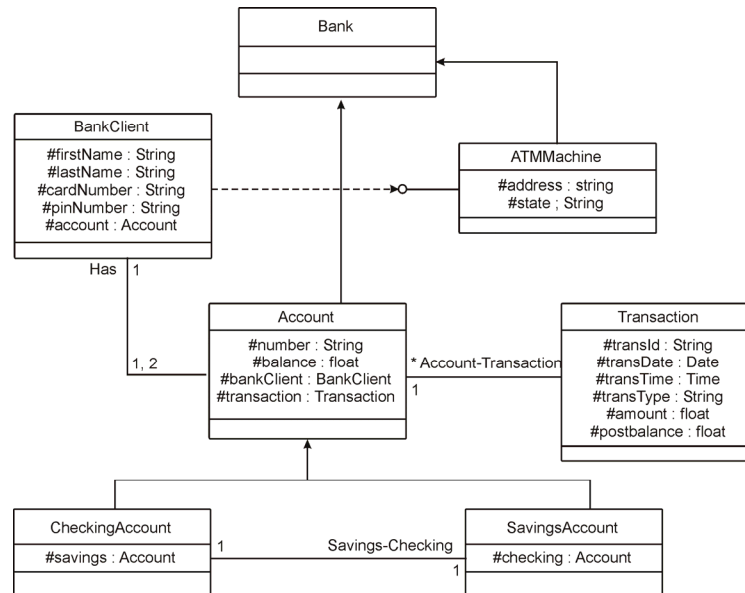 Bank
BankClient
#firstName : String
#lastName : String
#cardNumber : String
#pinNumber : String
#account : Account
ATMMachine
#address : string
#state ; String
Has
1
1, 2
Account
#number : String
#balance : float
#bankClient : BankClient
#transaction : Transaction
* Account-Transaction
1
Transaction
#transId : String
#transDate : Date
#transTime : Time
#transType : String
#amount : float
#postbalance : float
CheckingAccount
#savings : Account
1
Savings-Checking
1
SavingsAccount
#checking : Account